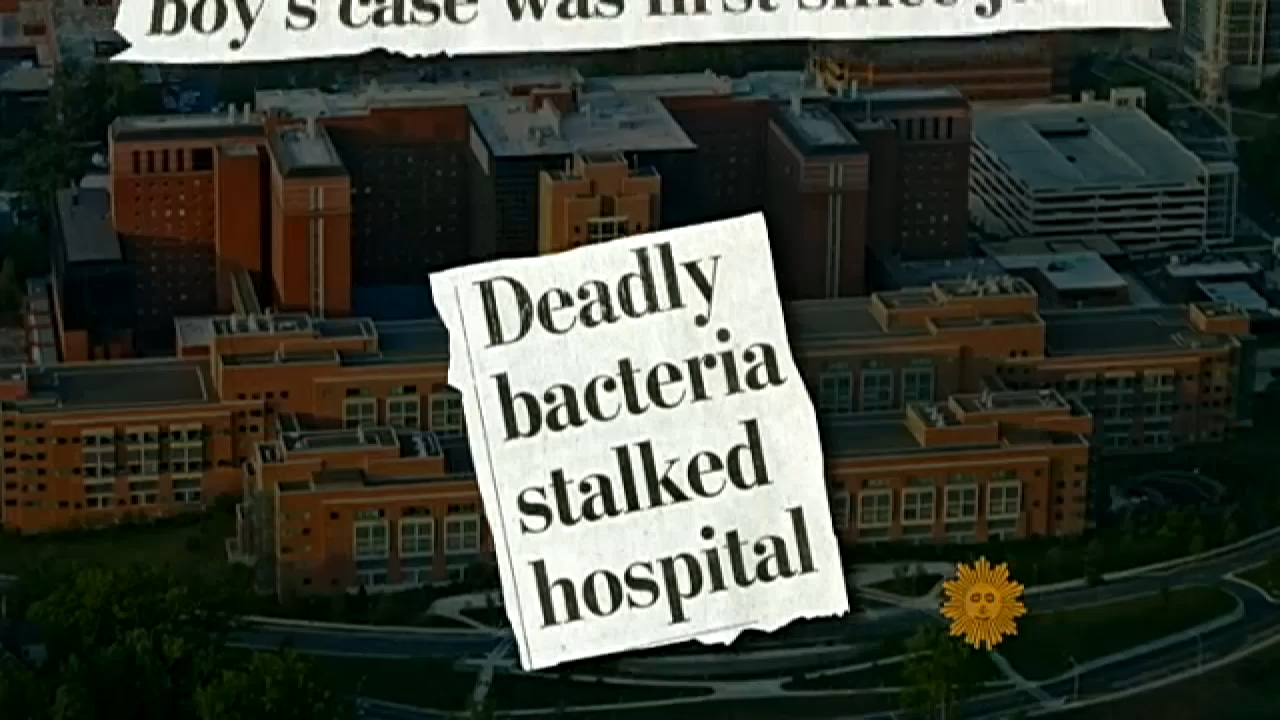 boy's case was first since
Deadly
bacteria
stalked
hospital